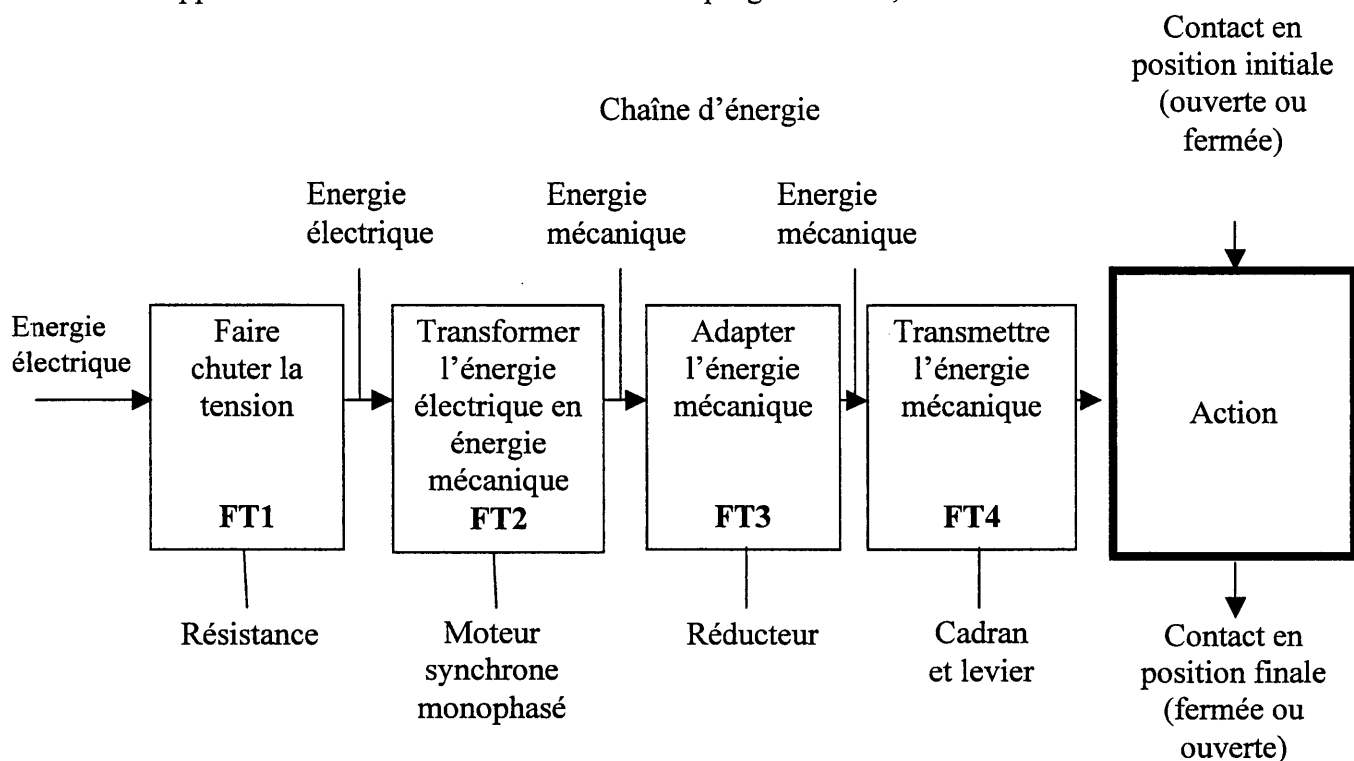 Contact en
position initiale
(ouverte ou
fermée)
Chaîne d'énergie
Energie
électrique
Energie
mécanique
Energie
mécanique
Energie
électrique
Faire
chuter la
tension
FT1
Transformer
l'énergie
électrique en
énergie
mécanique
FT2
Adapter
l'énergie
mécanique
FT3
Transmettre
l'énergie
mécanique
FT4
Action
Résistance
Moteur
synchrone
monophasé
Réducteur
Cadran
et levier
Contact en
position finale
(fermée ou
ouverte)